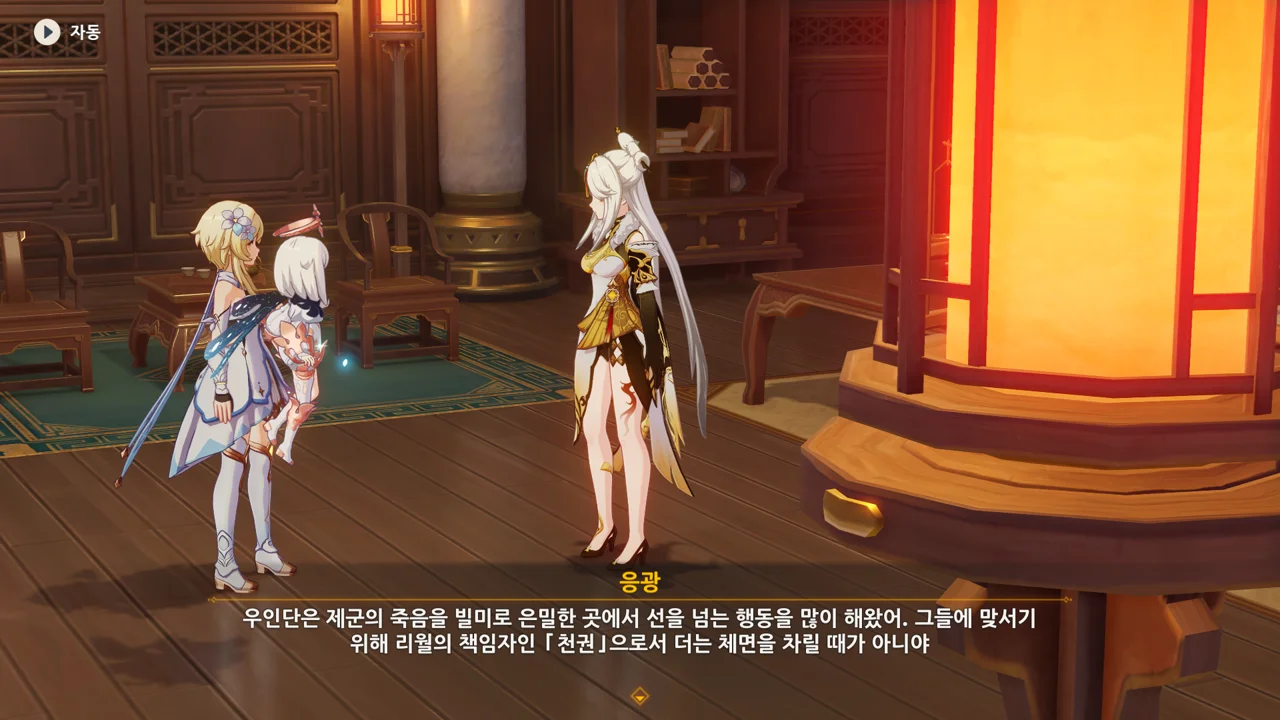 자동
응광
우인단은 제군의 죽음을 빌미로 은밀한 곳에서 선을 넘는 행동을 많이 해왔어. 그들에 맞서기
위해 리월의 책임자인 「천권」으로서 더는 체면을 차릴 때가 아니야